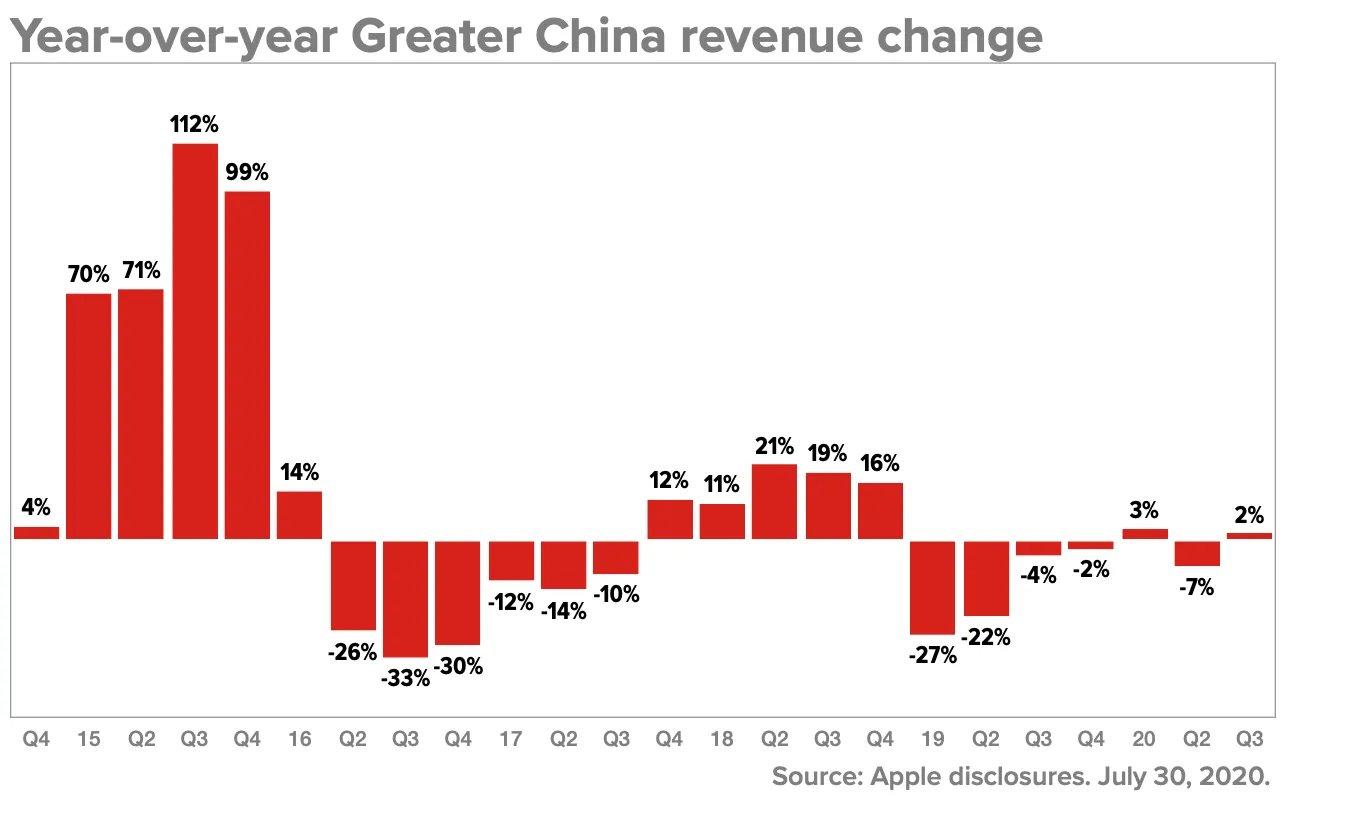 Year-over-year Greater China revenue change
112%
99%
70% 71%
14%
4%
21% 19% 16%
12% 11%
3% 2%
-4% -2%
-7%
-12% -14% -10%
-26% -33% -30%
-27% -22%
Q4 15 Q2 Q3 Q4 16 Q2 Q3 Q4 17 Q2 Q3 Q4 18 Q2 Q3 Q4 19 Q2 Q3 Q4 20 Q2 Q3
Source: Apple disclosures. July 30, 2020.